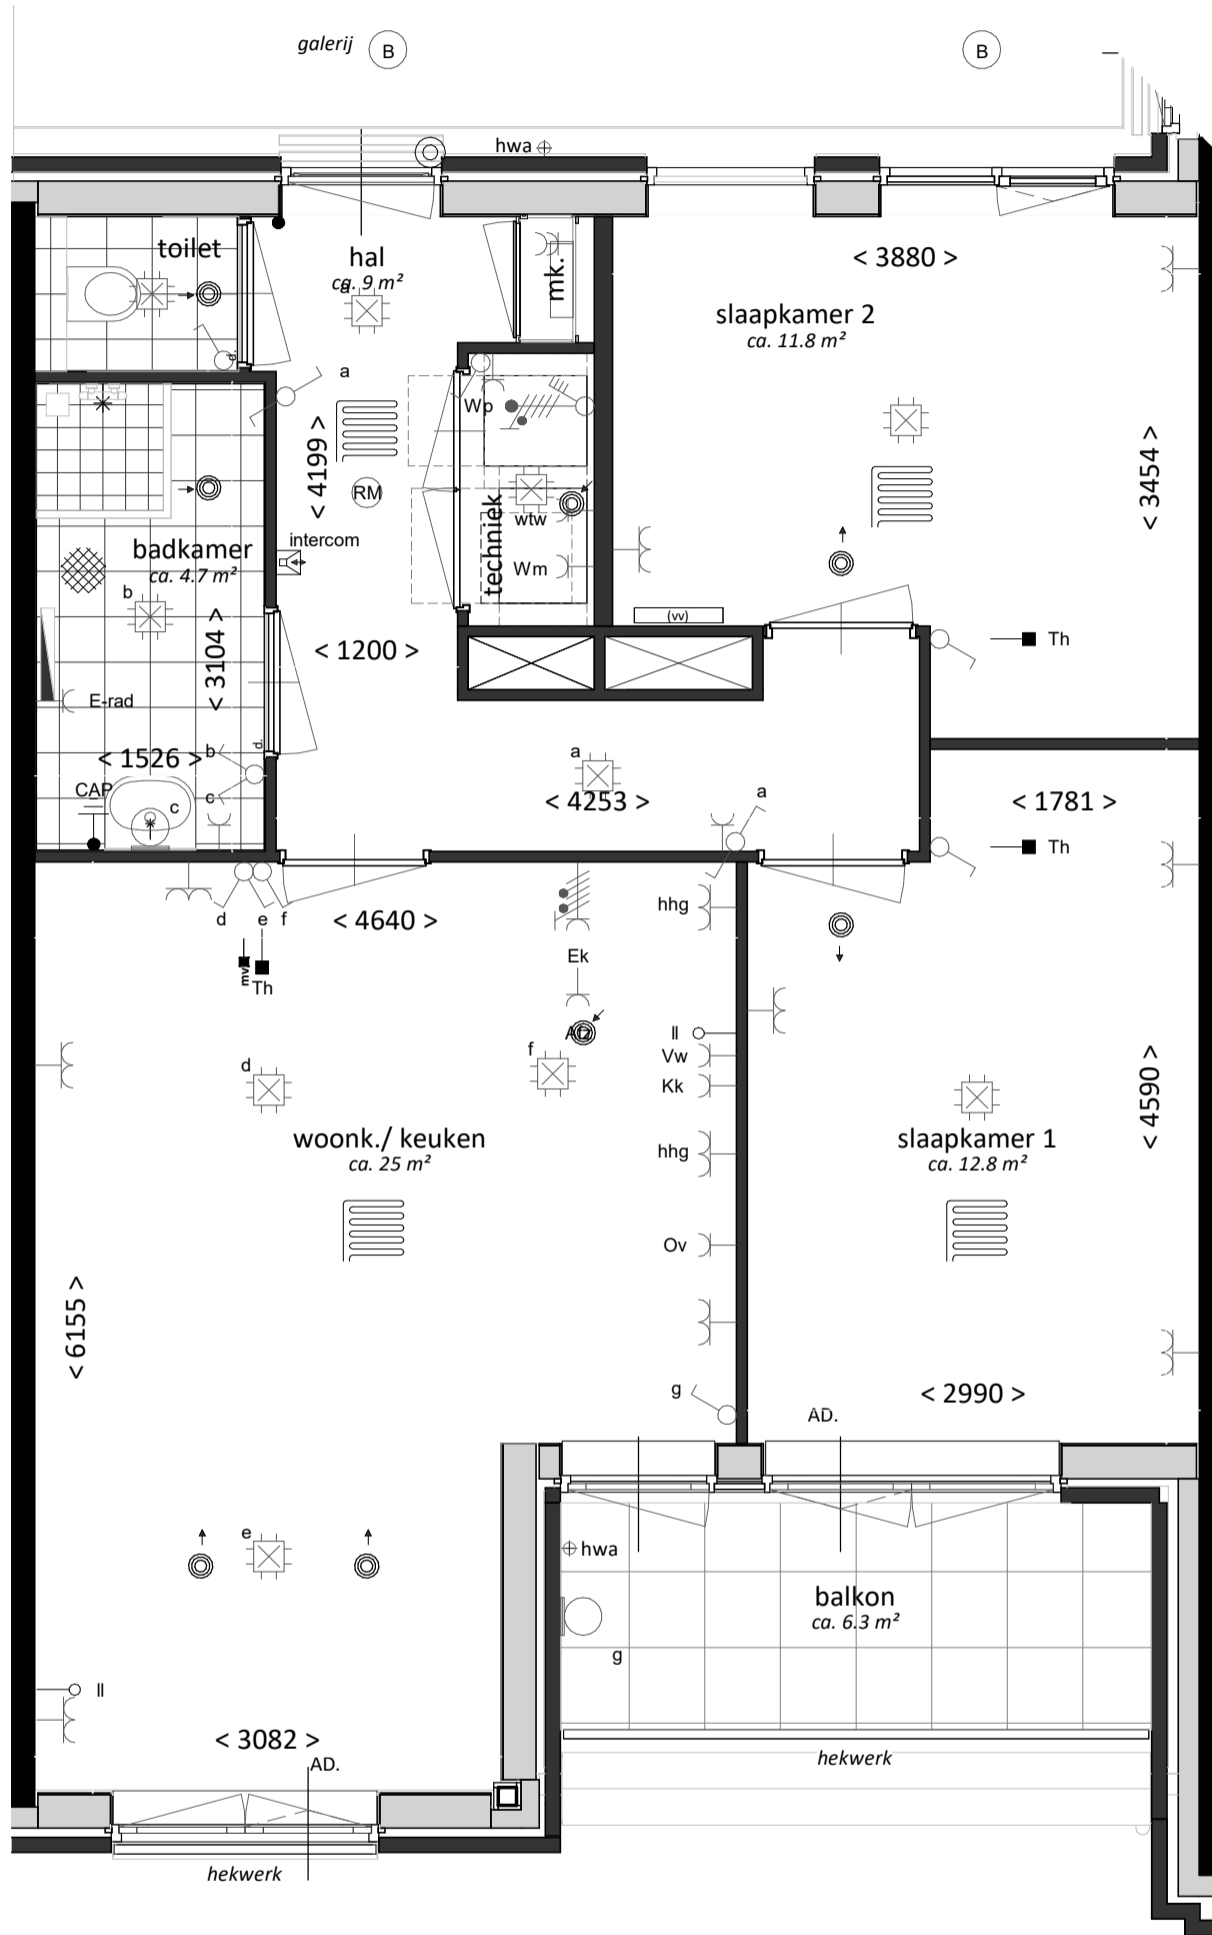 galerij
B
B
hwa
toilet
hal
ca. 9 m²
a
mk.
< 3880 >
slaapkamer 2
ca. 11.8 m²
d.
a
Wp
< 4199 >
RM
< 3454 >
techniek
wtw
Wm
intercom
badkamer
ca. 4.7 m²
b
< 3104 >
< 1200 >
(vv)
Th
E-rad
< 1526 >
b
d.
c
CAP
c
a
< 4253 >
a
< 1781 >
Th
d
e
f
< 4640 >
hhg
mv
Th
Ek
ll
Vw
Kk
f
d
< 4590 >
woonk./ keuken
ca. 25 m²
hhg
slaapkamer 1
ca. 12.8 m²
Ov
< 6155 >
g
< 2990 >
AD.
e
hwa
balkon
ca. 6.3 m²
g
ll
< 3082 >
AD.
hekwerk
hekwerk